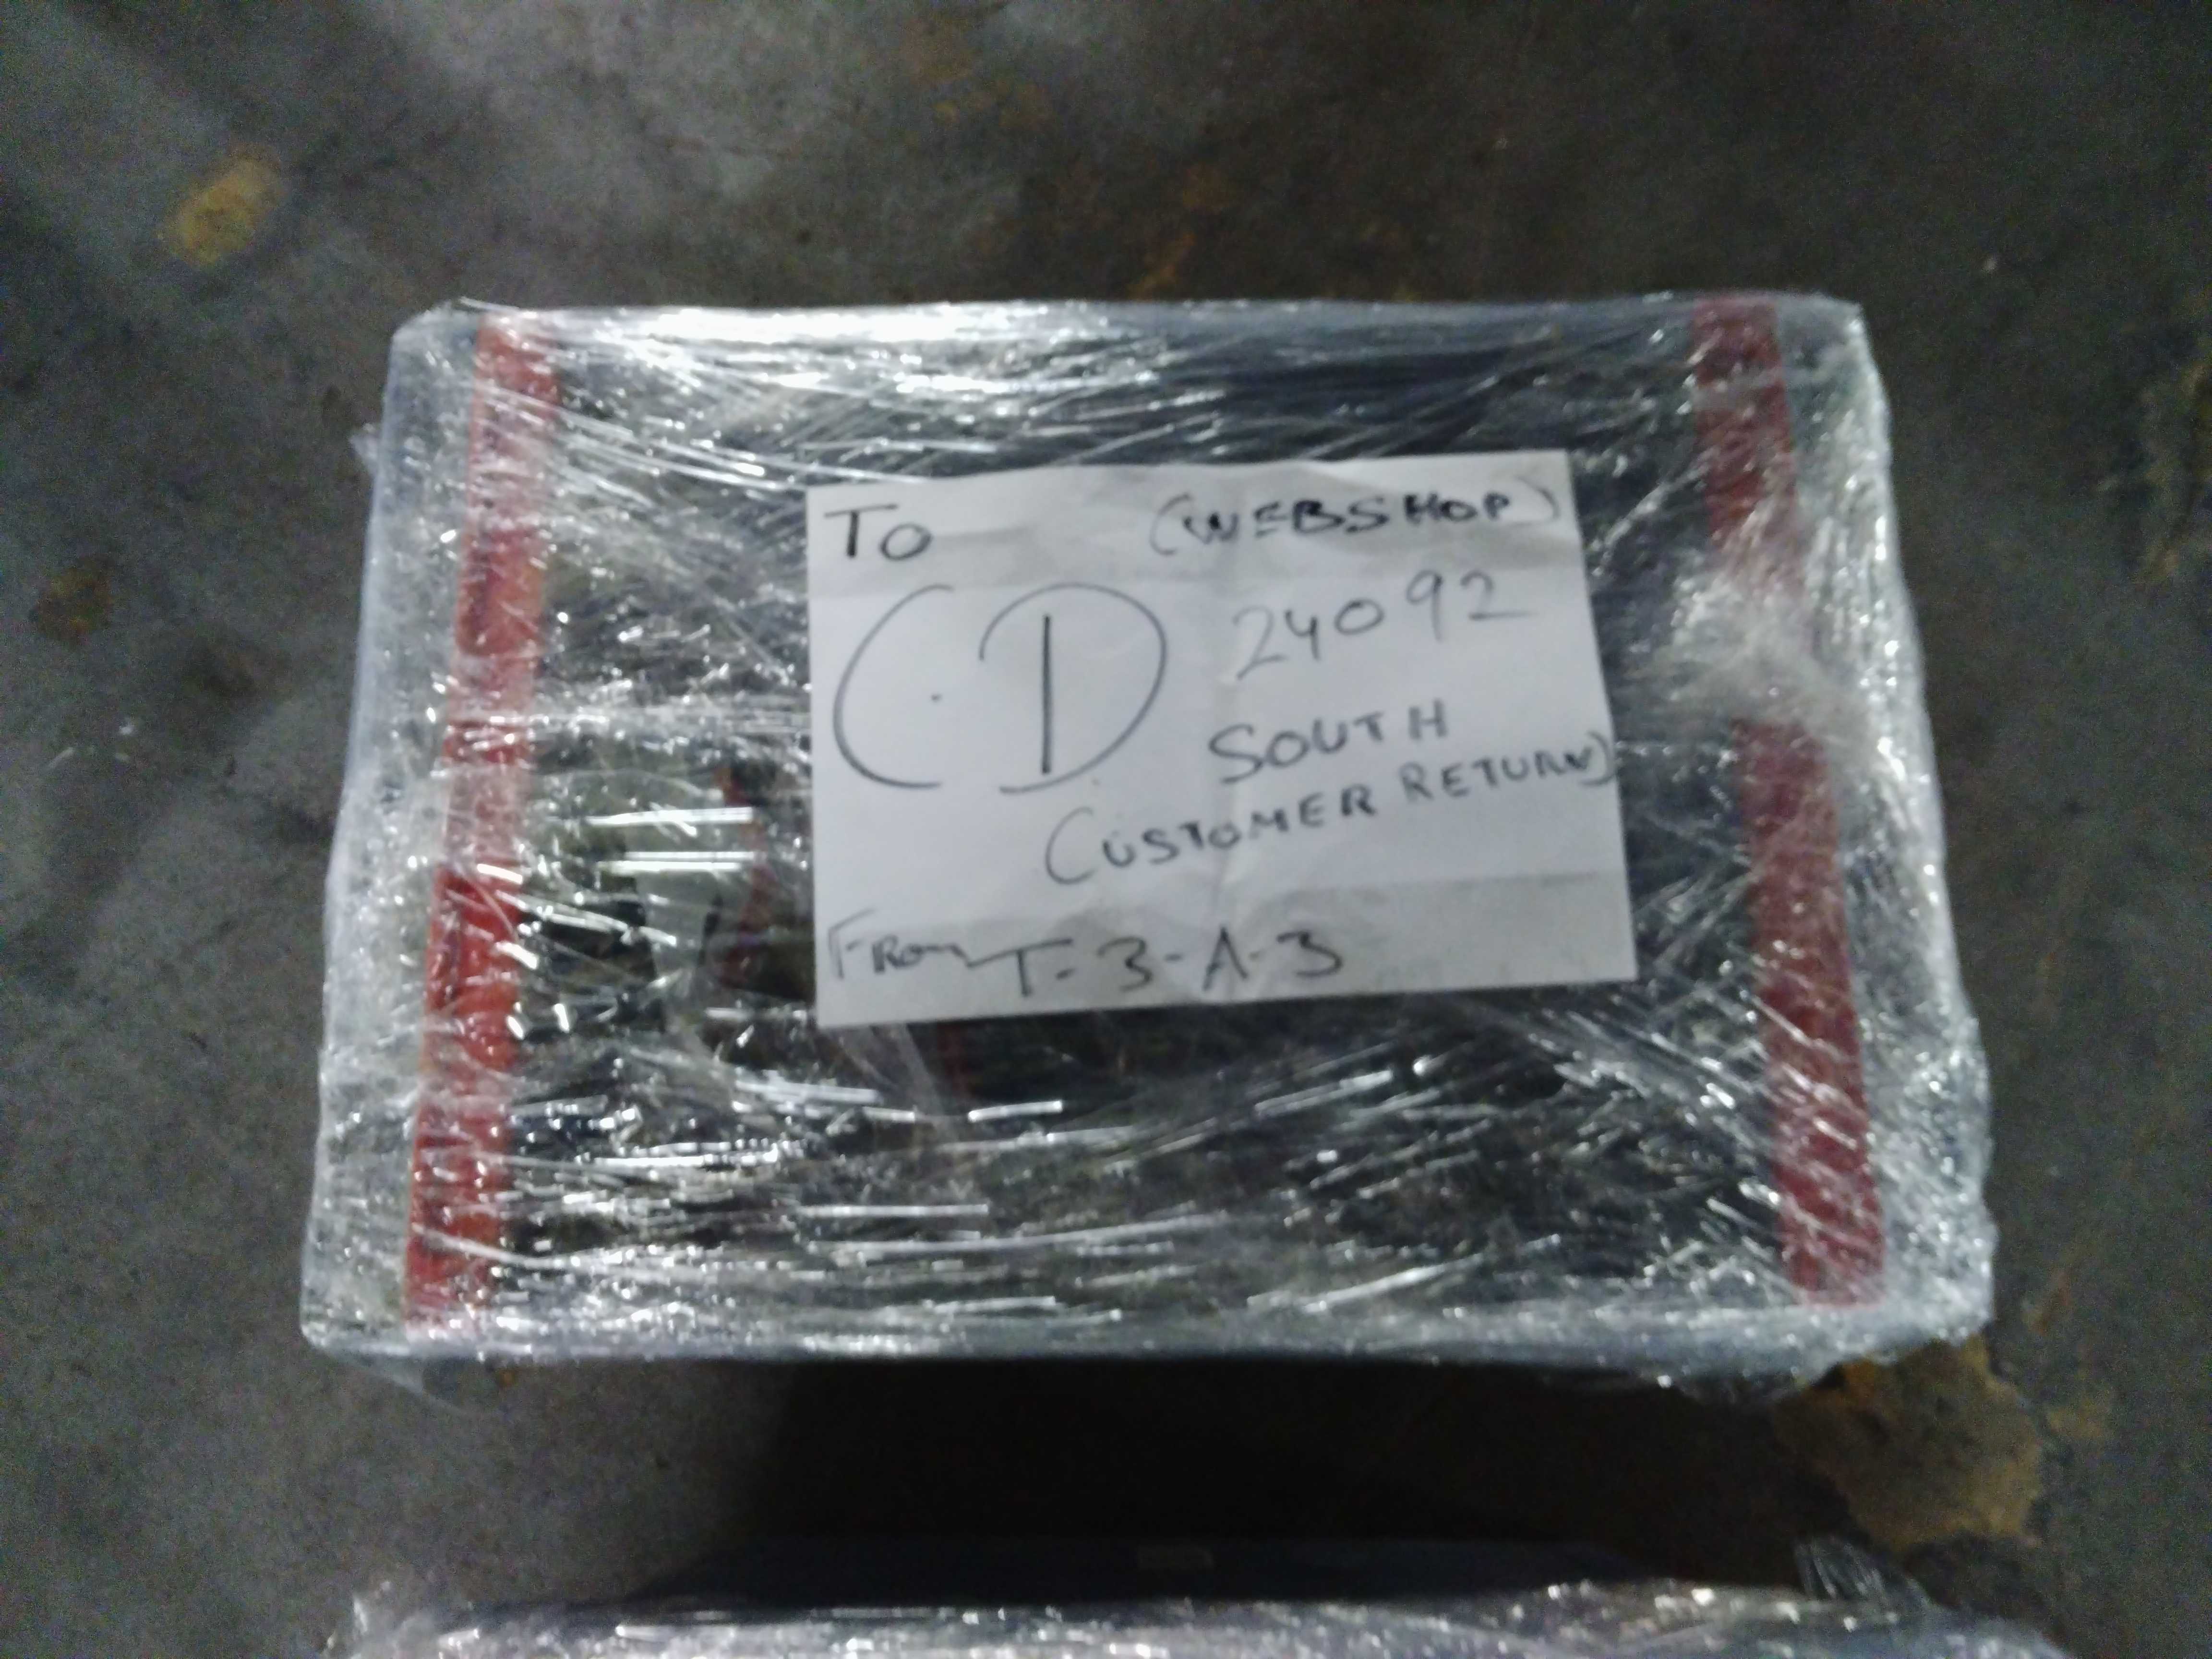 To (WEBSHOP)
CD 24092
SOUTH
(CUSTOMER RETURN)
FROM T-3-A-3